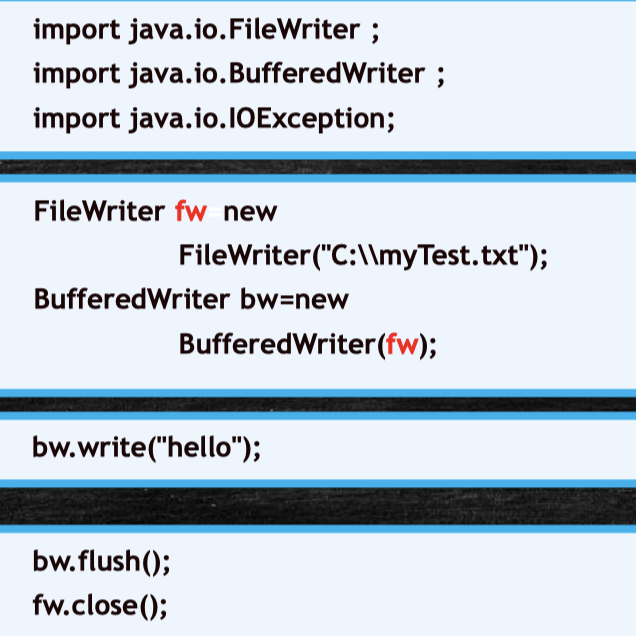 import java.io.FileWriter ;
import java.io.BufferedWriter ;
import java.io.IOException;
FileWriter fw=new
FileWriter("C:\\myTest.txt");
BufferedWriter bw=new
BufferedWriter(fw);
bw.write("hello");
bw.flush();
fw.close();